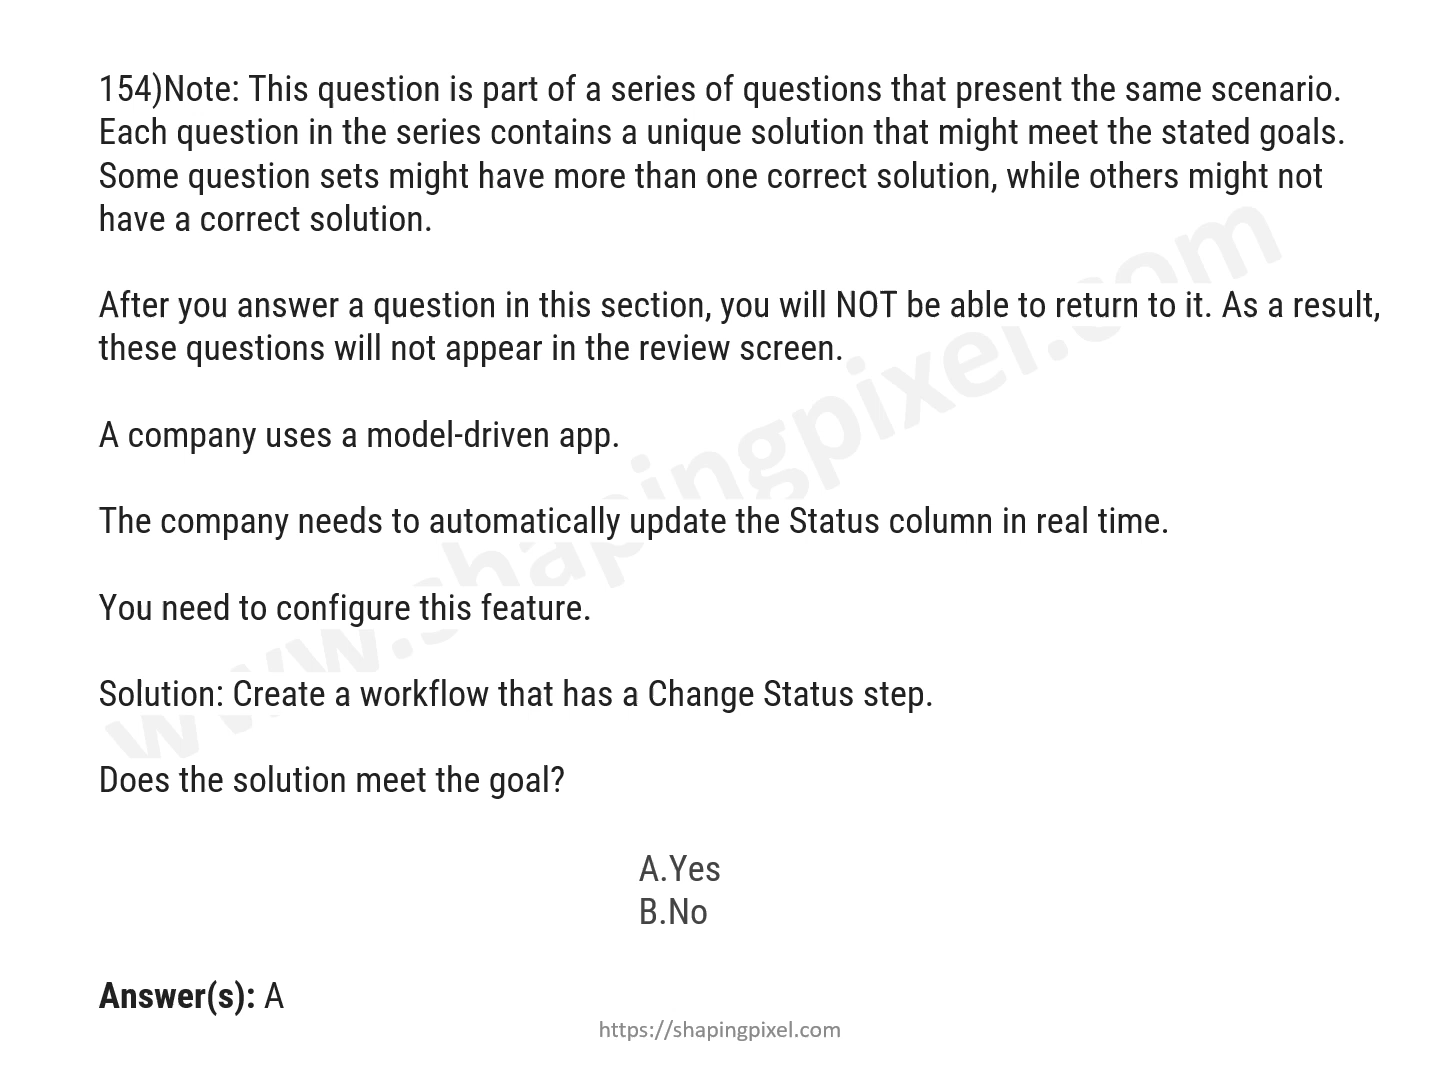 154)Note: This question is part of a series of questions that present the same scenario.
Each question in the series contains a unique solution that might meet the stated goals.
Some question sets might have more than one correct solution, while others might not
have a correct solution.
After you answer a question in this section, you will NOT be able to return to it. As a result,
these questions will not appear in the review screen.
A company uses a model-driven app.
The company needs to automatically update the Status column in real time.
You need to configure this feature.
Solution: Create a workflow that has a Change Status step.
Does the solution meet the goal?
A.Yes
B.No
Answer(s): A
https://shapingpixel.com
www.shapingpixel.com